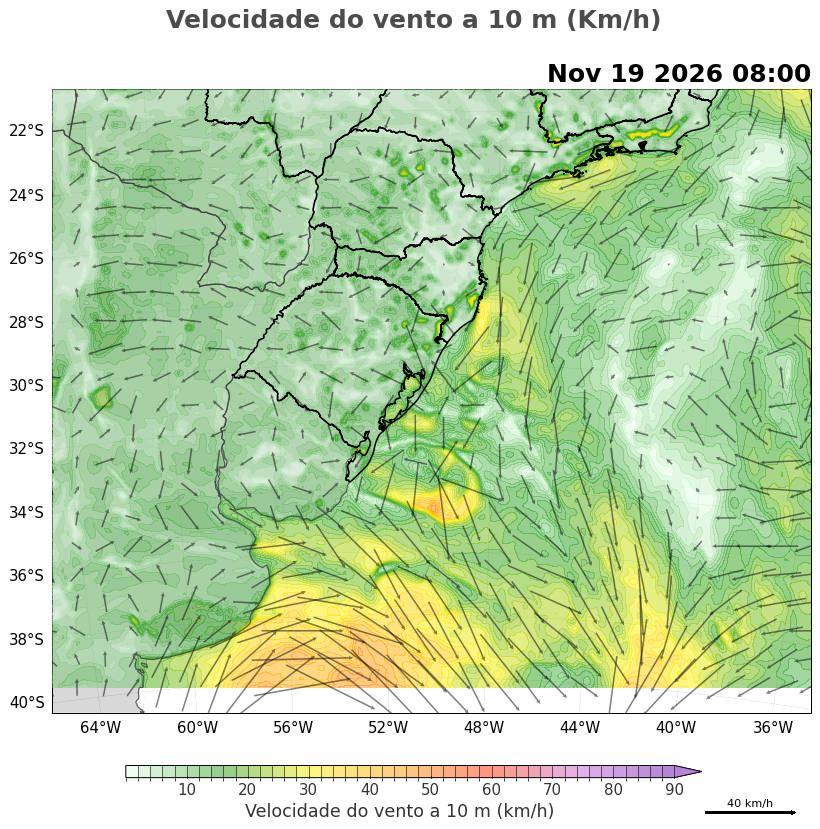 Velocidade do vento a 10 m (Km/h)
Nov 19 2026 08:00
22°S
24°S
26°S
28°S
30°S
32°S
34°S
36°S
38°S
40°S
64°W 60°W 56°W 52°W 48°W 44°W 40°W 36°W
10 20 30 40 50 60 70 80 90
Velocidade do vento a 10 m (km/h)
40 km/h